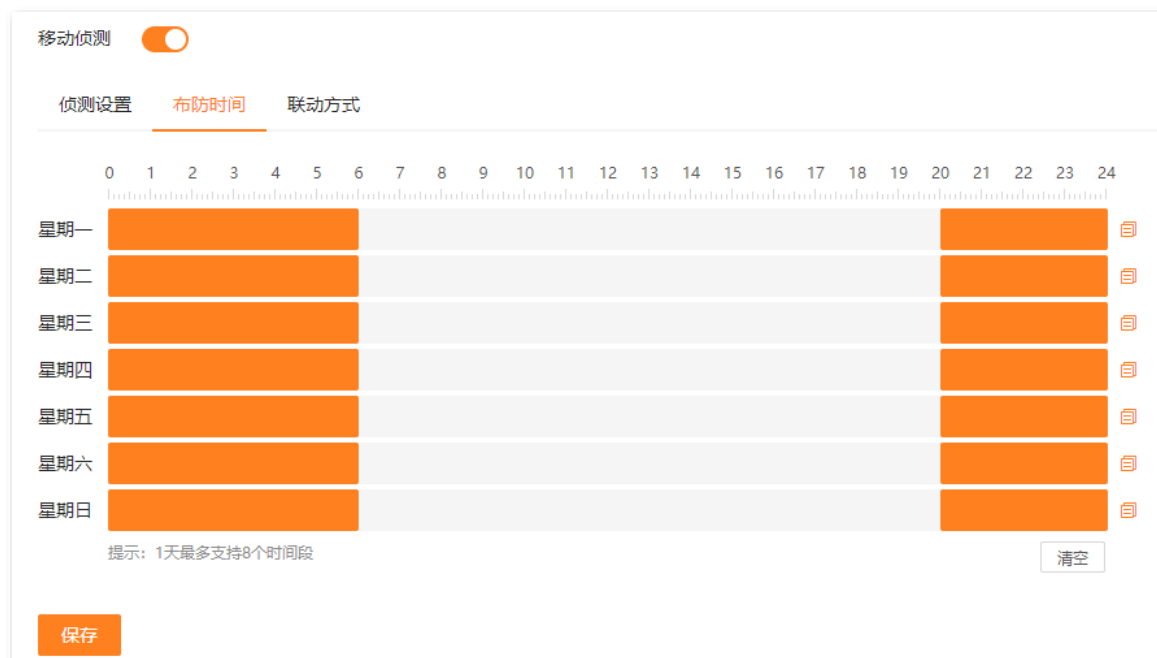 移动侦测
侦测设置 布防时间 联动方式
0 1 2 3 4 5 6 7 8 9 10 11 12 13 14 15 16 17 18 19 20 21 22 23 24
星期一
星期二
星期三
星期四
星期五
星期六
星期日
提示：1天最多支持8个时间段 清空
保存